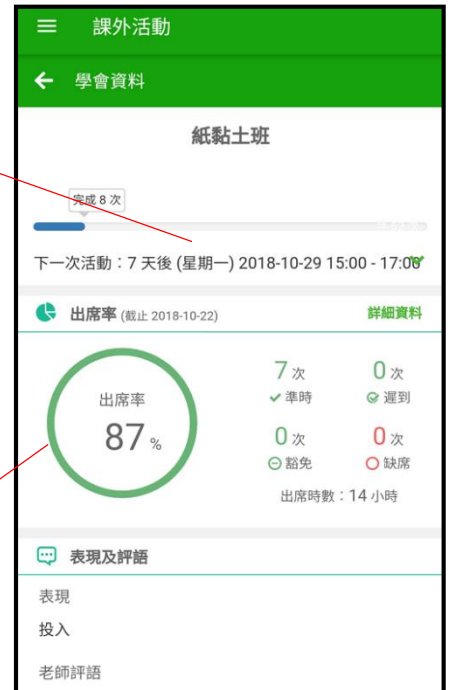 課外活動
學會資料
紙黏土班
完成 8 次
下一次活動：7 天後 (星期一) 2018-10-29 15:00 - 17:00
出席率 (截止 2018-10-22) 詳細資料
7 次 0 次
準時 遲到
出席率
87 %
0 次 0 次
豁免 缺席
出席時數：14 小時
表現及評語
表現
投入
老師評語